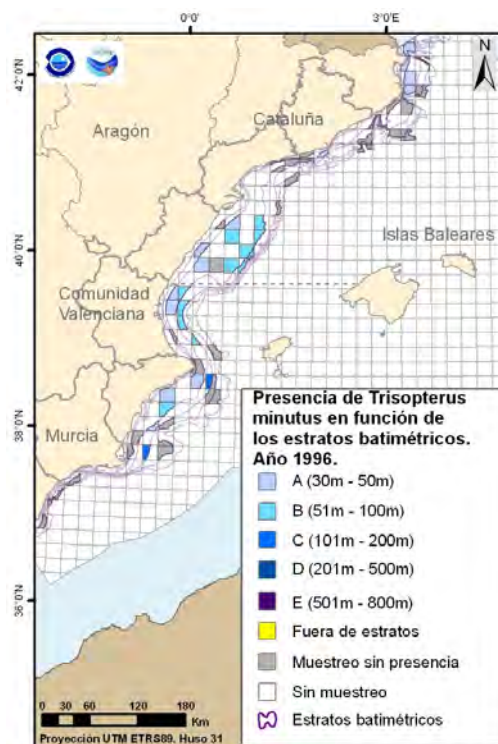 0°0'
3°0'E
N
42°0'N
Cataluña
Aragón
40°0'N
Islas Baleares
Comunidad
Valenciana
38°0'N
Murcia
36°0'N
Presencia de Trisopterus
minutus en función de
los estratos batimétricos.
Año 1996.
A (30m - 50m)
B (51m - 100m)
C (101m - 200m)
D (201m - 500m)
E (501m - 800m)
Fuera de estratos
Muestreo sin presencia
Sin muestreo
Estratos batimétricos
0 30 60 120 180
Km
Proyección UTM ETRS89. Huso 31